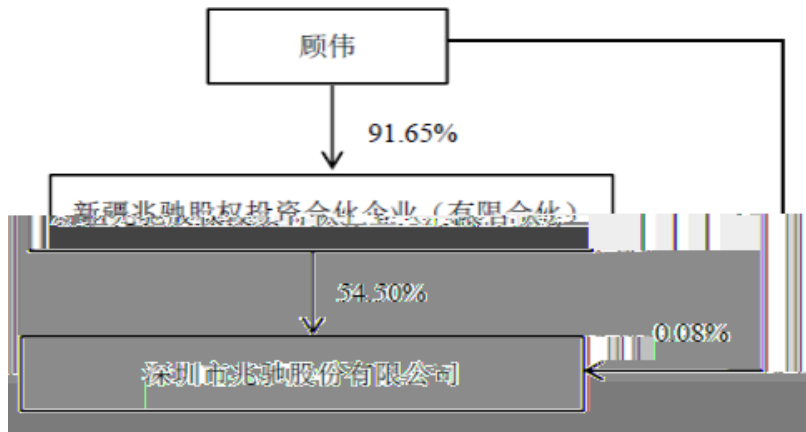 顾伟
91.65%
新疆兆驰股权投资合伙企业（有限合伙）
54.50%
0.08%
深圳市兆驰股份有限公司